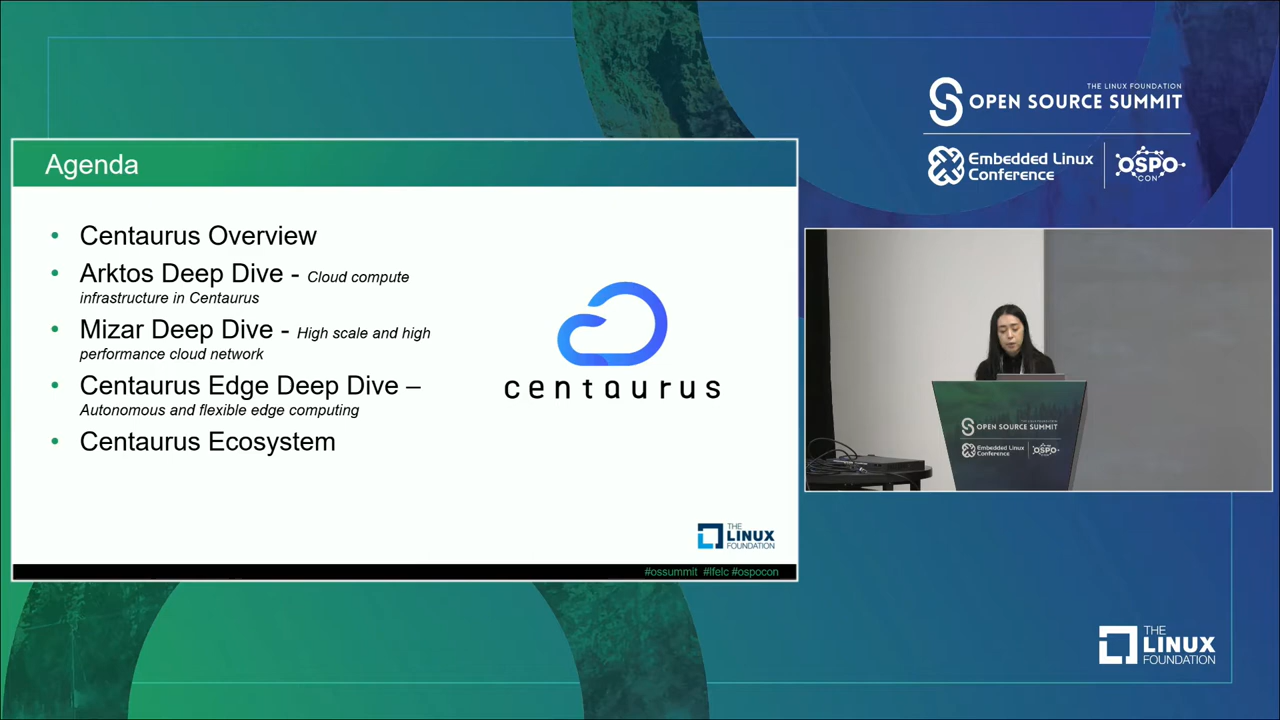 THE LINUX FOUNDATION
OPEN SOURCE SUMMIT
Embedded Linux
Conference
OSPO
CON
Agenda
• Centaurus Overview
• Arktos Deep Dive - Cloud compute
infrastructure in Centaurus
• Mizar Deep Dive - High scale and high
performance cloud network
• Centaurus Edge Deep Dive –
Autonomous and flexible edge computing
• Centaurus Ecosystem
centaurus
THE
LINUX
FOUNDATION
#ossummit #lfelc #ospocon
OPEN SOURCE SUMMIT
Embedded Linux
Conference
OSPO
CON
THE
LINUX
FOUNDATION